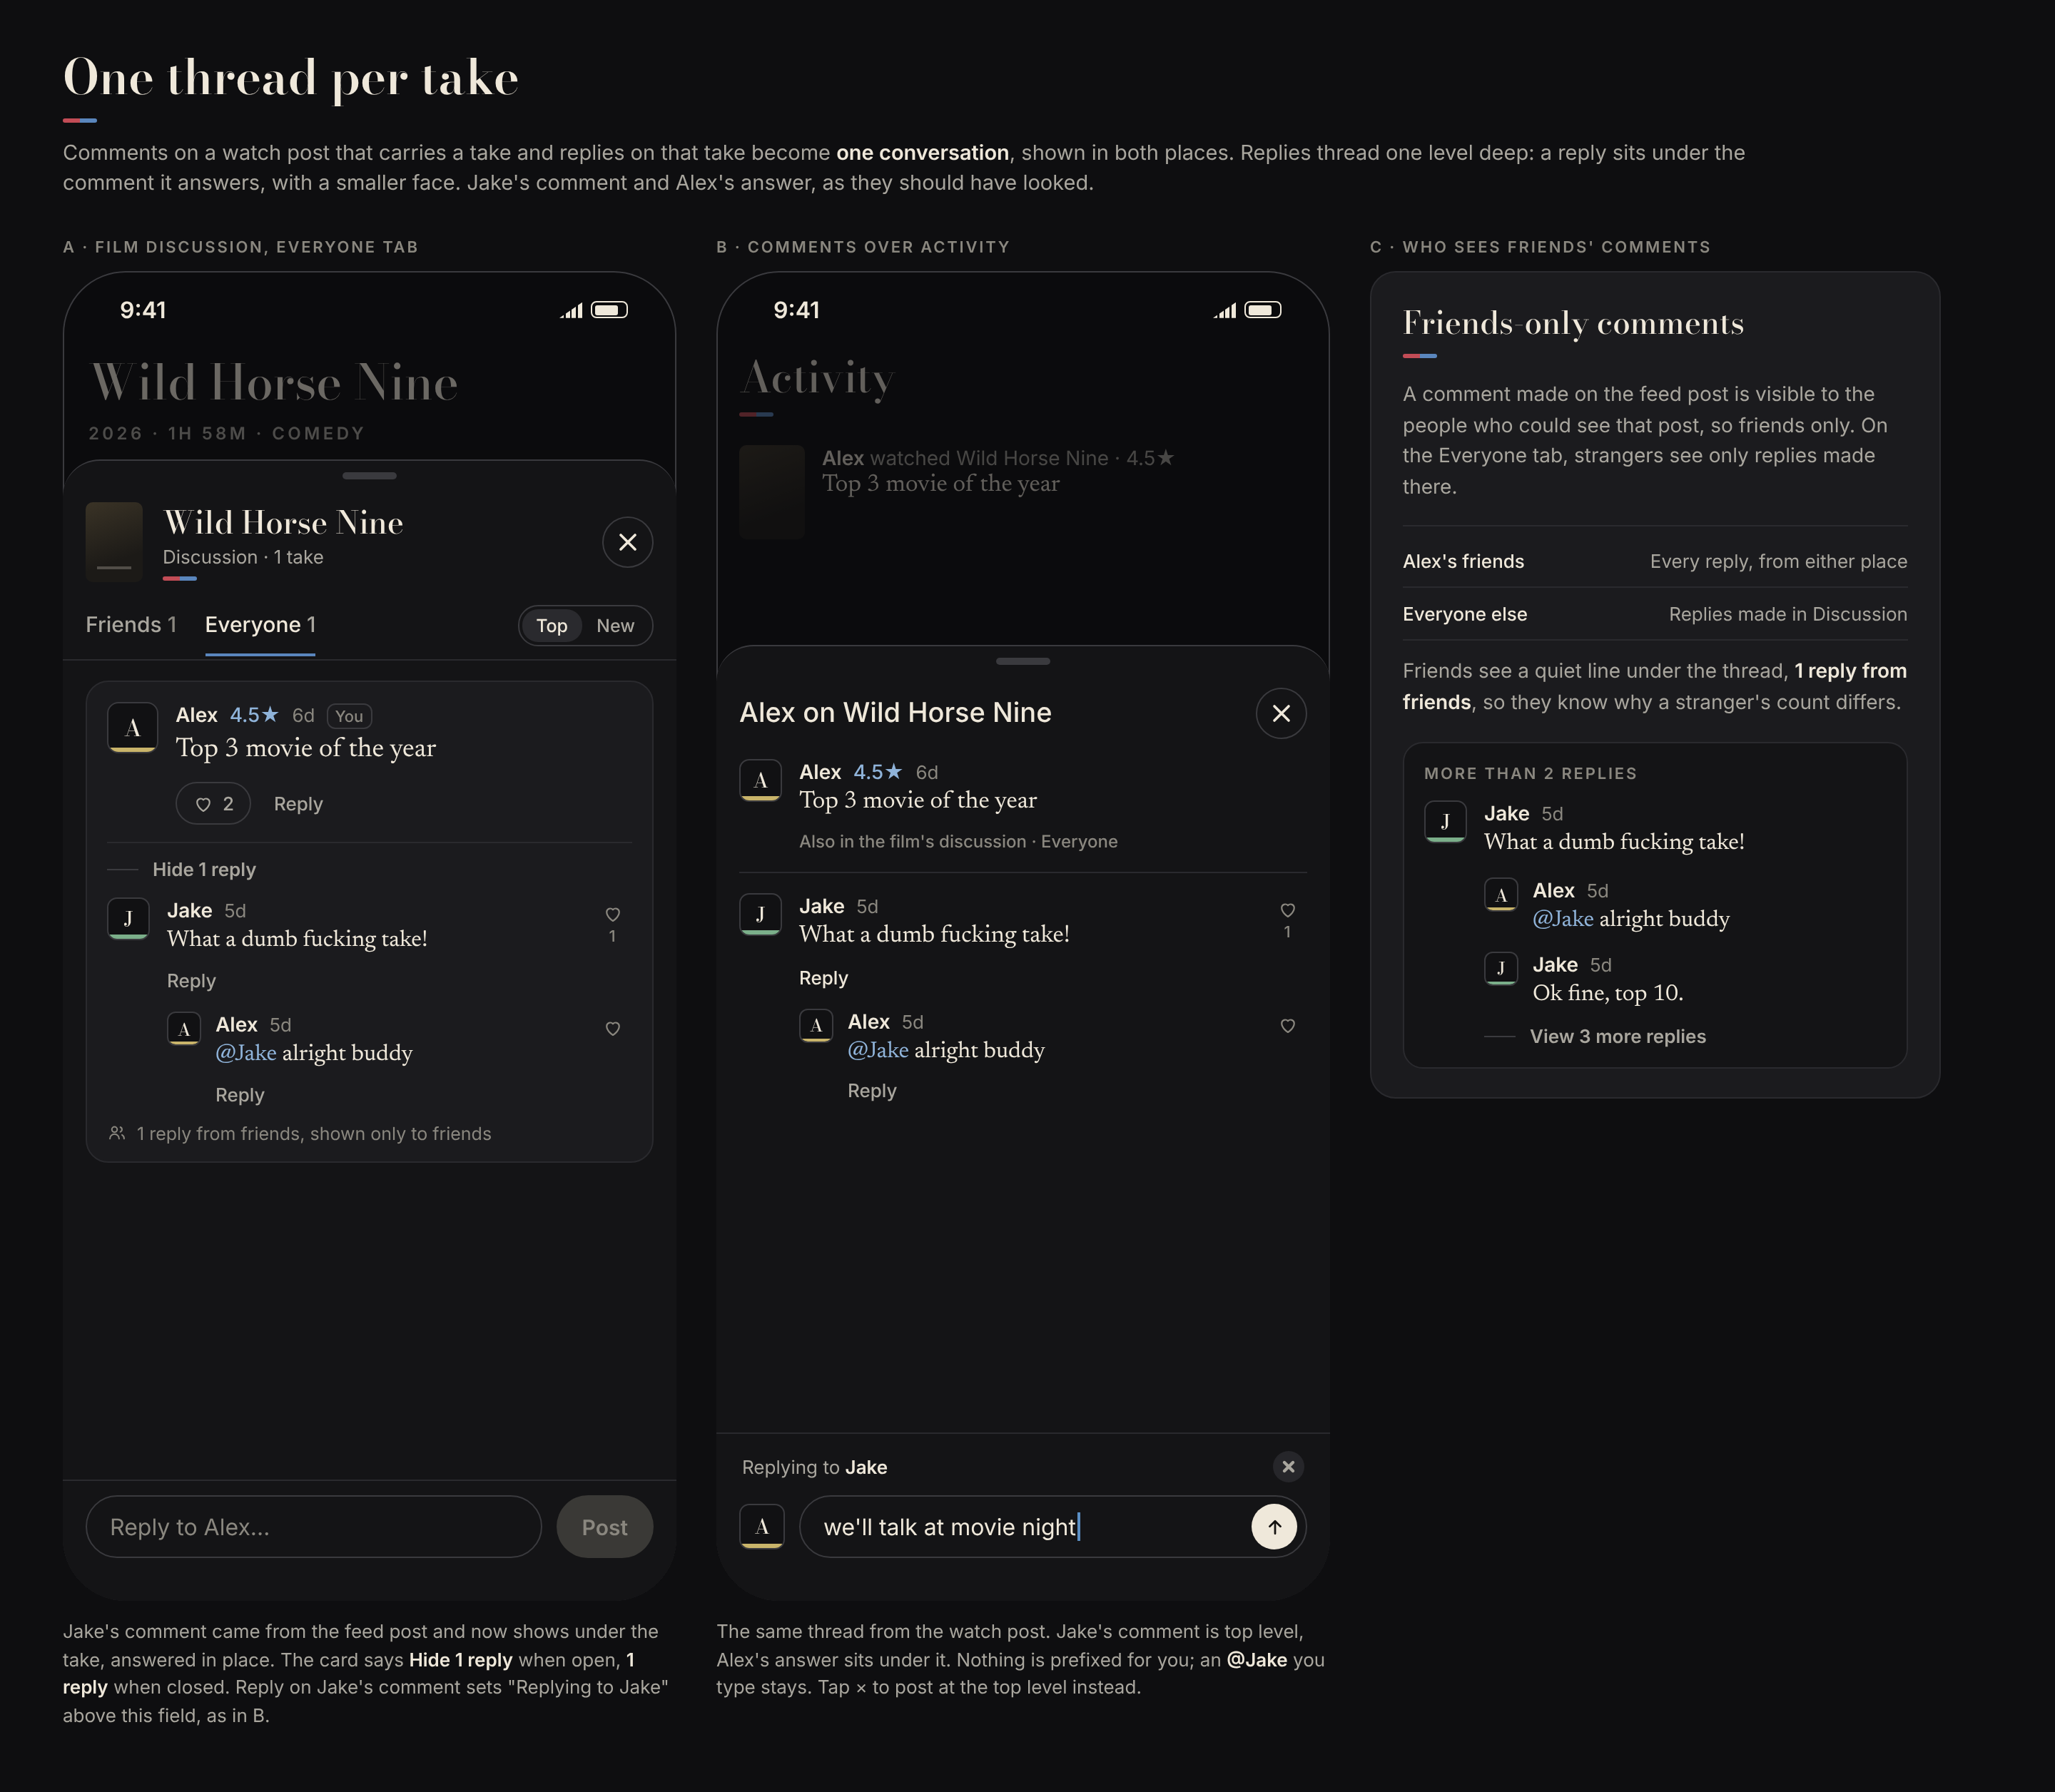 One thread per take
Comments on a watch post that carries a take and replies on that take become one conversation, shown in both places. Replies thread one level deep: a reply sits under the
comment it answers, with a smaller face. Jake's comment and Alex's answer, as they should have looked.
A · FILM DISCUSSION, EVERYONE TAB
9:41
Wild Horse Nine
2026 · 1H 58M · COMEDY
Wild Horse Nine
Discussion · 1 take
Friends 1
Everyone 1
Top
New
A
Alex 4.5★ 6d You
Top 3 movie of the year
2
Reply
Hide 1 reply
J
Jake 5d
What a dumb fucking take!
1
Reply
A
Alex 5d
@Jake alright buddy
Reply
1 reply from friends, shown only to friends
Reply to Alex...
Post
Jake's comment came from the feed post and now shows under the
take, answered in place. The card says Hide 1 reply when open, 1
reply when closed. Reply on Jake's comment sets "Replying to Jake"
above this field, as in B.
B · COMMENTS OVER ACTIVITY
9:41
Activity
Alex watched Wild Horse Nine · 4.5★
Top 3 movie of the year
Alex on Wild Horse Nine
A
Alex 4.5★ 6d
Top 3 movie of the year
Also in the film's discussion · Everyone
J
Jake 5d
What a dumb fucking take!
1
Reply
A
Alex 5d
@Jake alright buddy
Reply
Replying to Jake
A
we'll talk at movie night
The same thread from the watch post. Jake's comment is top level,
Alex's answer sits under it. Nothing is prefixed for you; an @Jake you
type stays. Tap × to post at the top level instead.
C · WHO SEES FRIENDS' COMMENTS
Friends-only comments
A comment made on the feed post is visible to the
people who could see that post, so friends only. On
the Everyone tab, strangers see only replies made
there.
Alex's friends
Every reply, from either place
Everyone else
Replies made in Discussion
Friends see a quiet line under the thread, 1 reply from
friends, so they know why a stranger's count differs.
MORE THAN 2 REPLIES
J
Jake 5d
What a dumb fucking take!
A
Alex 5d
@Jake alright buddy
J
Jake 5d
Ok fine, top 10.
View 3 more replies